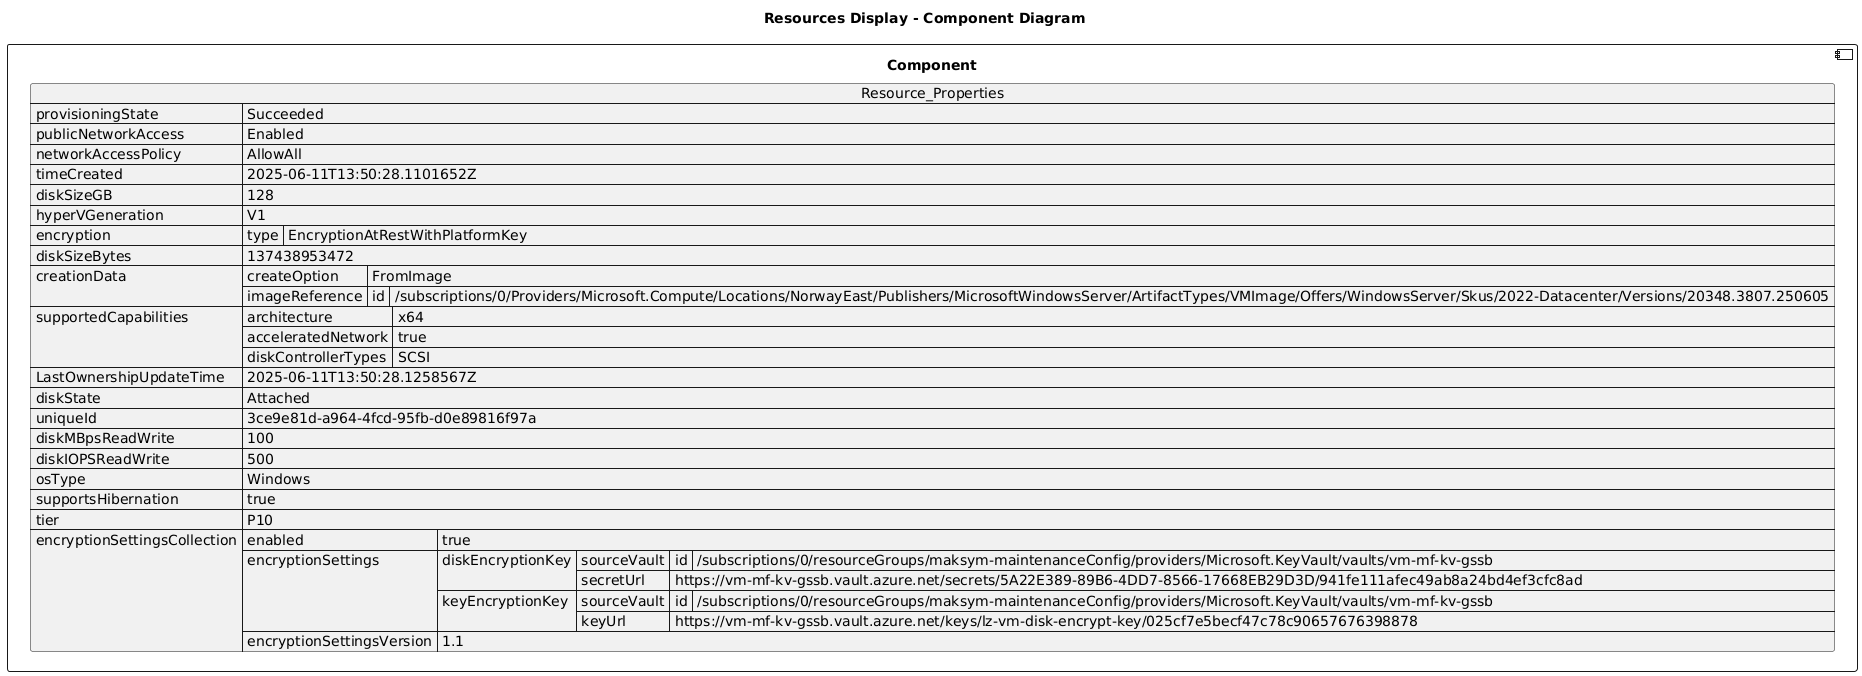 Resources Display - Component Diagram
Component
Resource_Properties
provisioningState Succeeded
publicNetworkAccess Enabled
networkAccessPolicy AllowAll
timeCreated 2025-06-11T13:50:28.1101652Z
diskSizeGB 128
hyperVGeneration V1
encryption type EncryptionAtRestWithPlatformKey
diskSizeBytes 137438953472
creationData createOption FromImage
imageReference id /subscriptions/0/Providers/Microsoft.Compute/Locations/NorwayEast/Publishers/MicrosoftWindowsServer/ArtifactTypes/VMImage/Offers/WindowsServer/Skus/2022-Datacenter/Versions/20348.3807.250605
supportedCapabilities architecture x64
acceleratedNetwork true
diskControllerTypes SCSI
LastOwnershipUpdateTime 2025-06-11T13:50:28.1258567Z
diskState Attached
uniqueId 3ce9e81d-a964-4fcd-95fb-d0e89816f97a
diskMBpsReadWrite 100
diskIOPSReadWrite 500
osType Windows
supportsHibernation true
tier P10
encryptionSettingsCollection enabled true
encryptionSettings diskEncryptionKey sourceVault id /subscriptions/0/resourceGroups/maksym-maintenanceConfig/providers/Microsoft.KeyVault/vaults/vm-mf-kv-gssb
secretUrl https://vm-mf-kv-gssb.vault.azure.net/secrets/5A22E389-89B6-4DD7-8566-17668EB29D3D/941fe111afec49ab8a24bd4ef3cfc8ad
keyEncryptionKey sourceVault id /subscriptions/0/resourceGroups/maksym-maintenanceConfig/providers/Microsoft.KeyVault/vaults/vm-mf-kv-gssb
keyUrl https://vm-mf-kv-gssb.vault.azure.net/keys/lz-vm-disk-encrypt-key/025cf7e5becf47c78c90657676398878
encryptionSettingsVersion 1.1